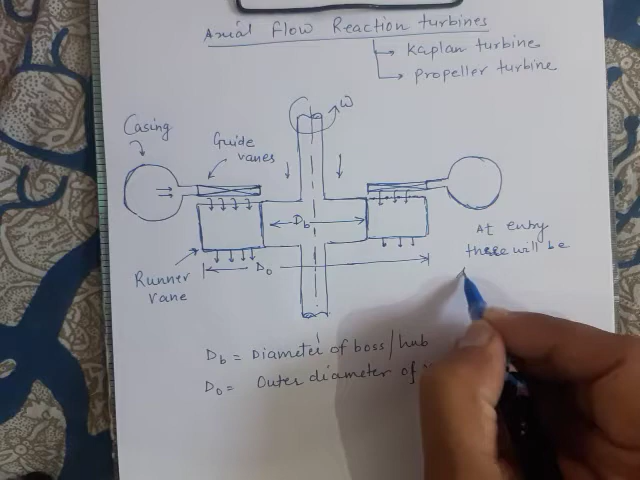 Axial Flow Reaction turbines
Kaplan turbine
propeller turbine
ω
Casing
Guide
vanes
Db
At entry
there will be
Runner
vane
Do
Db = Diameter of boss/hub
Do = Outer diameter of